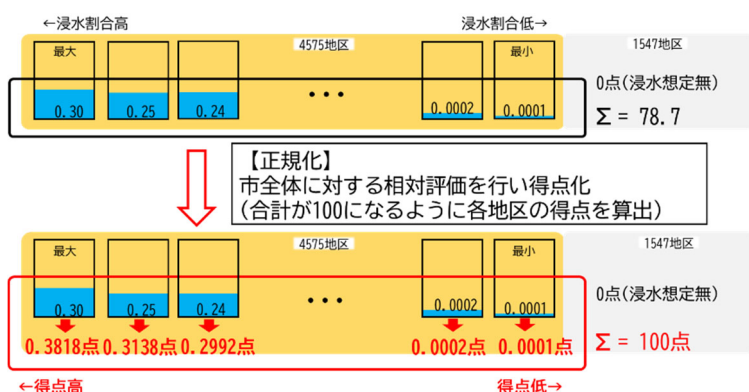 ←浸水割合高 浸水割合低→
最大 4575地区 最小 1547地区
0点(浸水想定無)
0.30 0.25 0.24 ・・・ 0.0002 0.0001 Σ = 78.7
【正規化】
市全体に対する相対評価を行い得点化
(合計が100になるように各地区の得点を算出)
最大 4575地区 最小 1547地区
0点(浸水想定無)
0.30 0.25 0.24 ・・・ 0.0002 0.0001
0.3818点 0.3138点 0.2992点 0.0002点 0.0001点 Σ = 100点
←得点高 得点低→